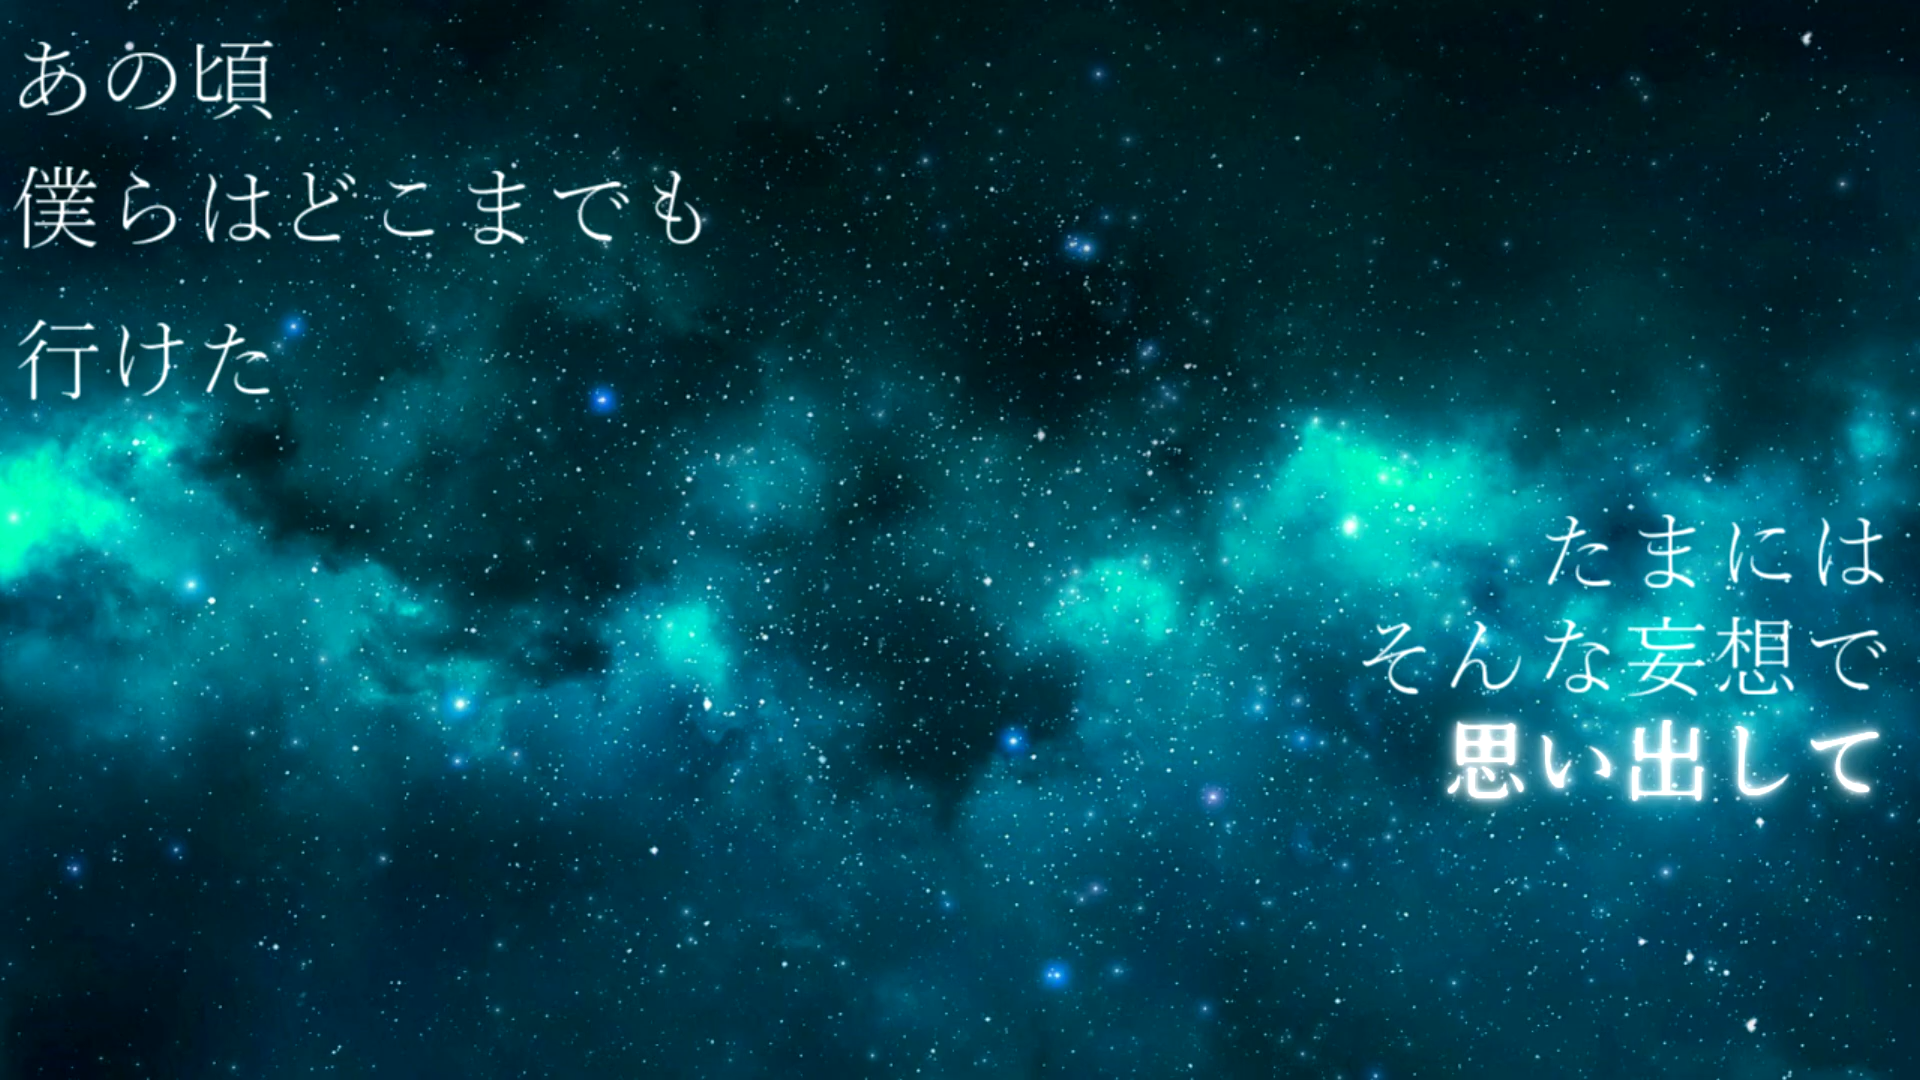 あの頃
僕らはどこまでも
行けた
たまには
そんな妄想で
思い出して